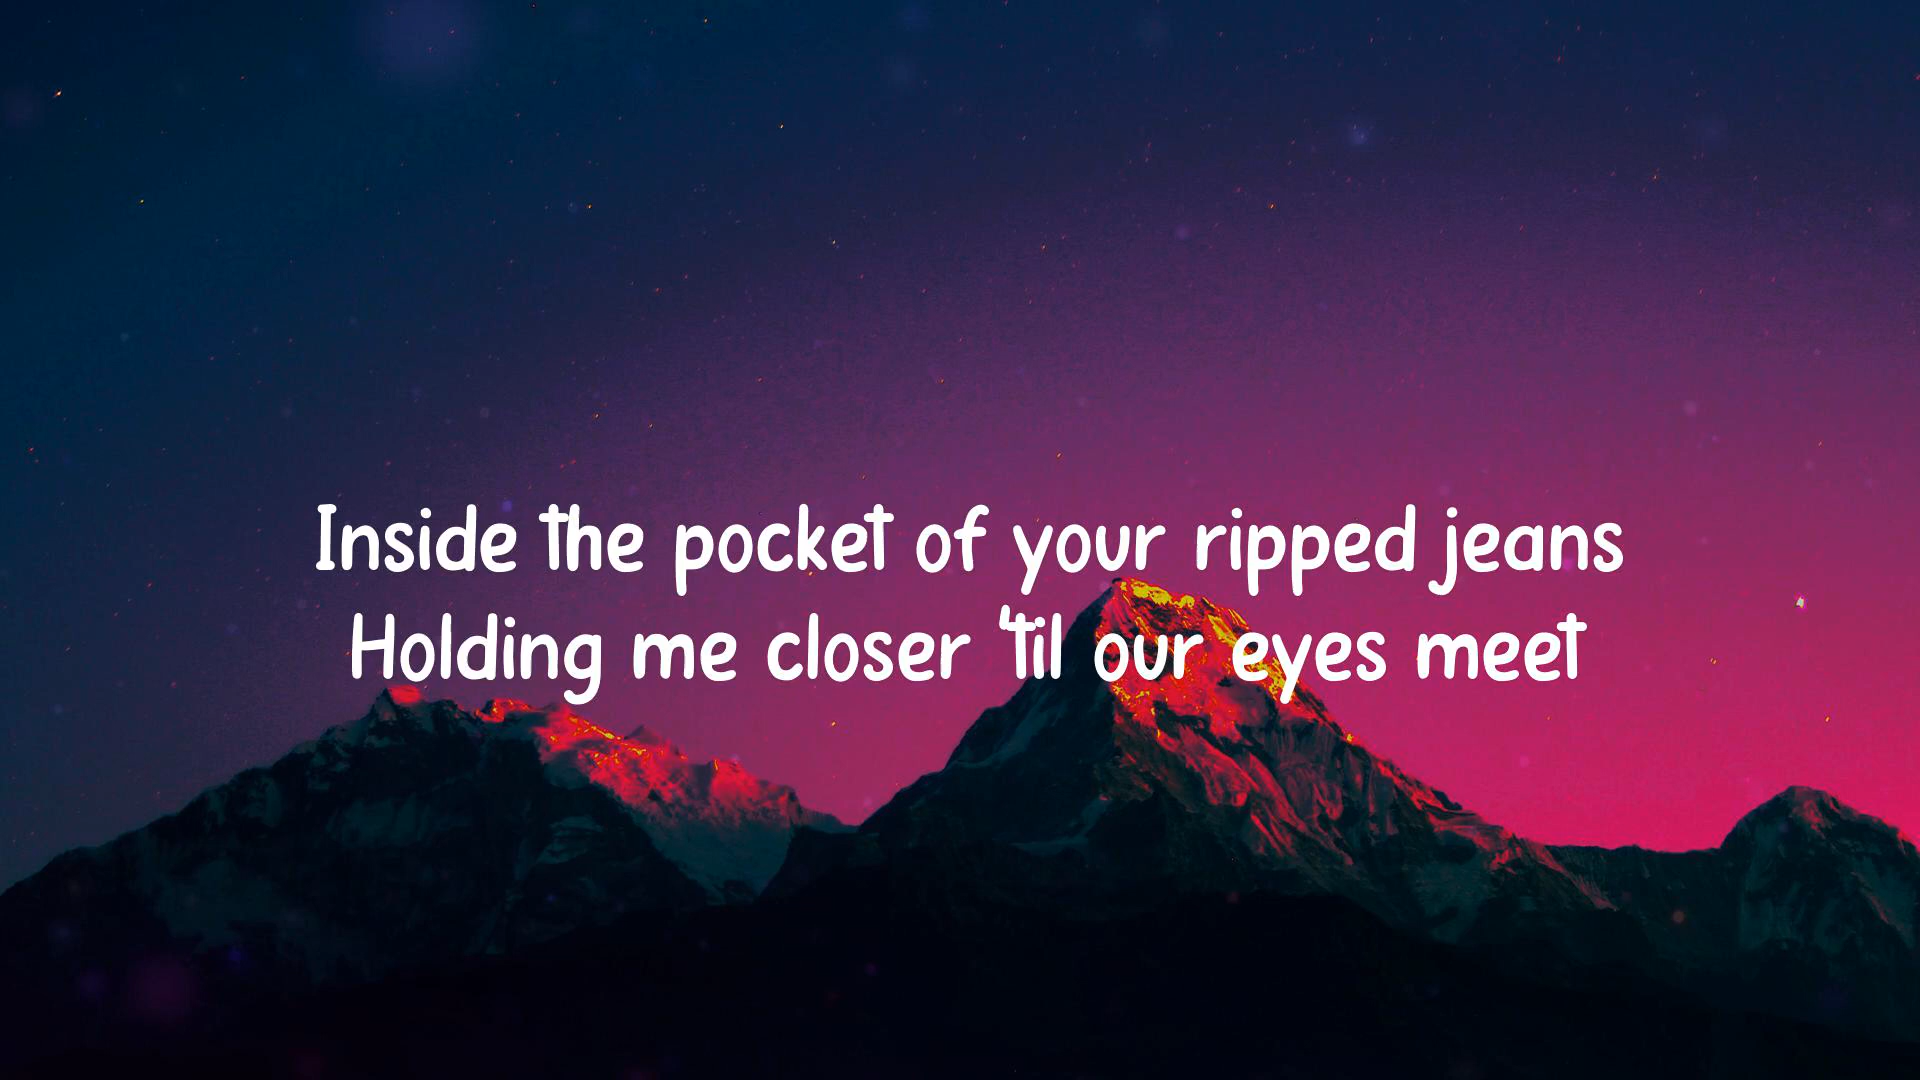 Inside the pocket of your ripped jeans
Holding me closer 'til our eyes meet